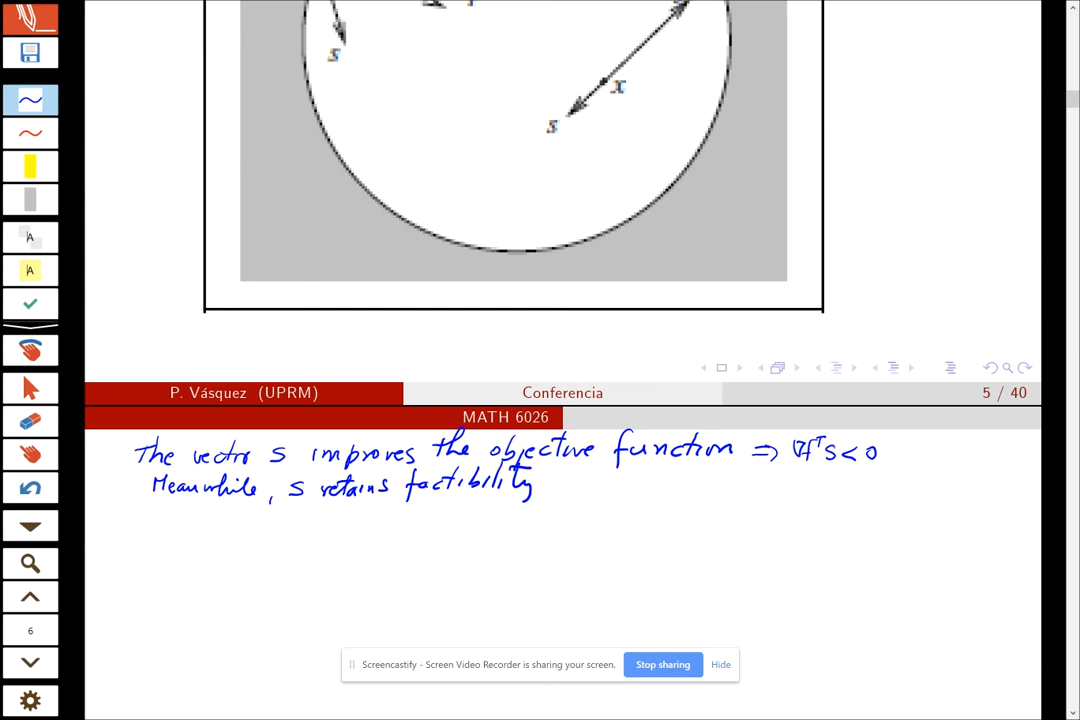 s
x
s
P. Vásquez (UPRM) Conferencia 5 / 40
MATH 6026
The vector s improves the objective function ⇒ ∇f^T s < 0
Meanwhile, s retains factibility
A
A
6
Screencastify - Screen Video Recorder is sharing your screen. Stop sharing Hide